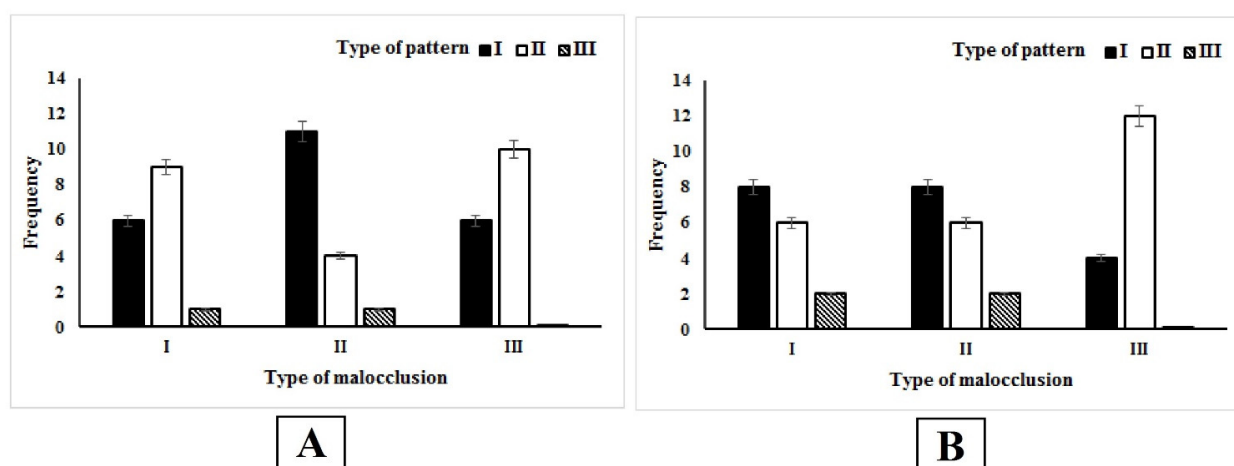 Type of pattern I II III
14
12
10
8
6
4
2
0
Frequency
I II III
Type of malocclusion
A
Type of pattern I II III
14
12
10
8
6
4
2
0
Frequency
I II III
Type of malocclusion
B